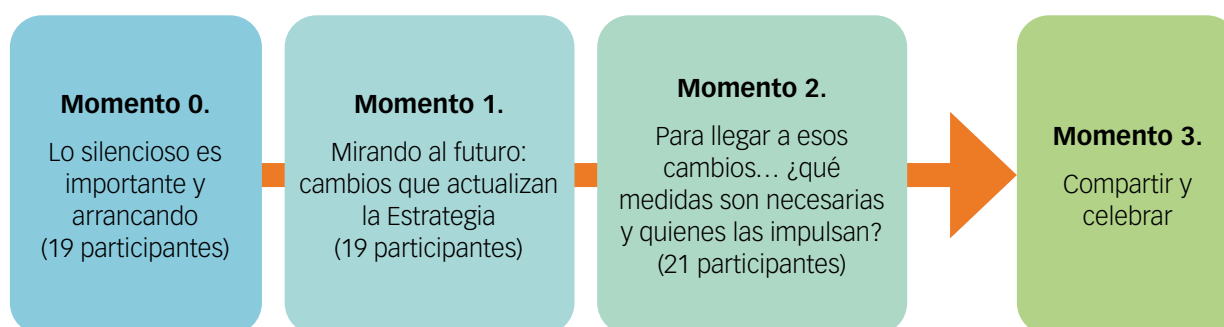 Momento 0.
Lo silencioso es
importante y
arrancando
(19 participantes)
Momento 1.
Mirando al futuro:
cambios que actualizan
la Estrategia
(19 participantes)
Momento 2.
Para llegar a esos
cambios… ¿qué
medidas son necesarias
y quienes las impulsan?
(21 participantes)
Momento 3.
Compartir y
celebrar